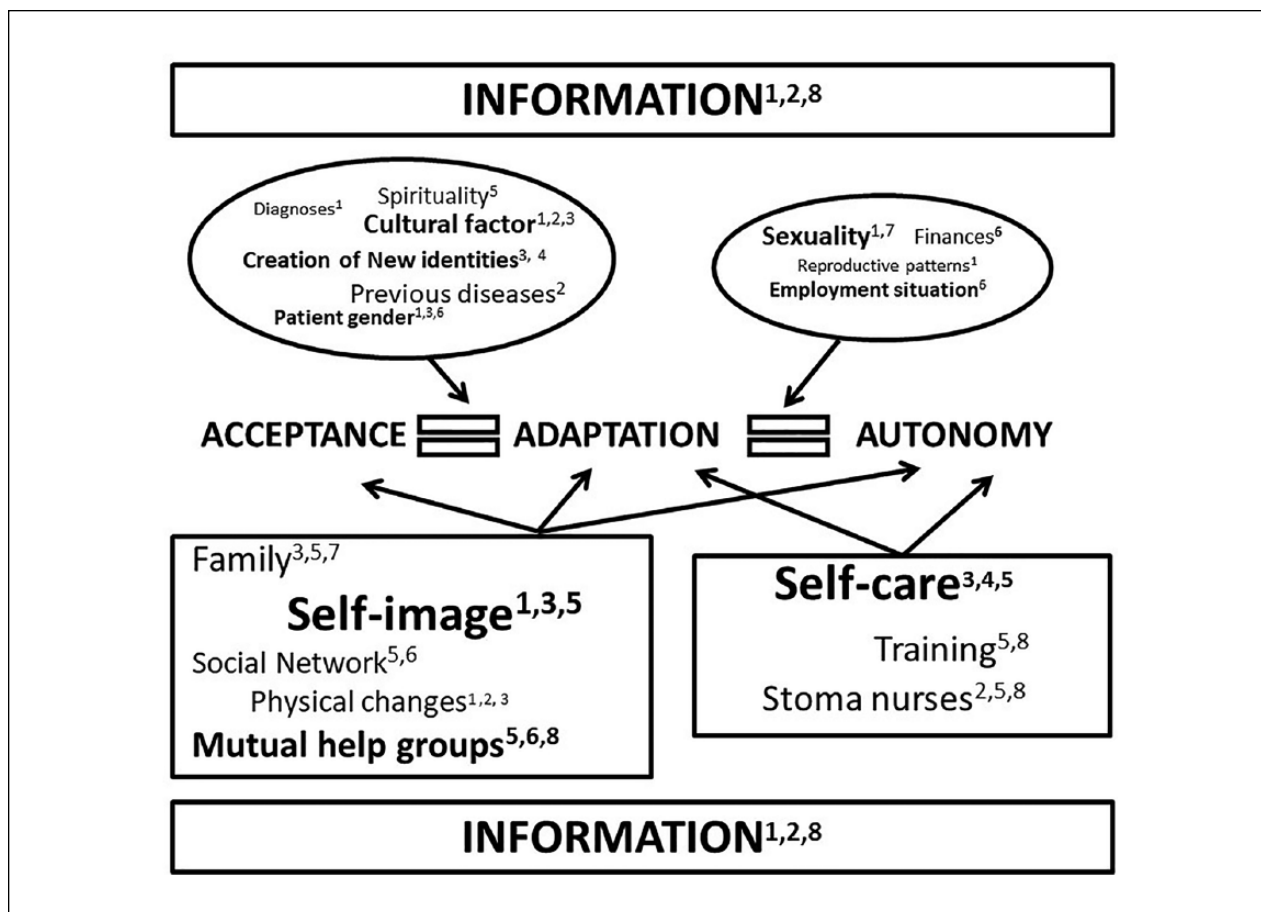 INFORMATION1,2,8
Diagnoses1 Spirituality5
Cultural factor1,2,3
Creation of New identities3, 4
Previous diseases2
Patient gender1,3,6
Sexuality1,7 Finances6
Reproductive patterns1
Employment situation6
ACCEPTANCE ADAPTATION AUTONOMY
Family3,5,7
Self-image1,3,5
Social Network5,6
Physical changes1,2, 3
Mutual help groups5,6,8
Self-care3,4,5
Training5,8
Stoma nurses2,5,8
INFORMATION1,2,8